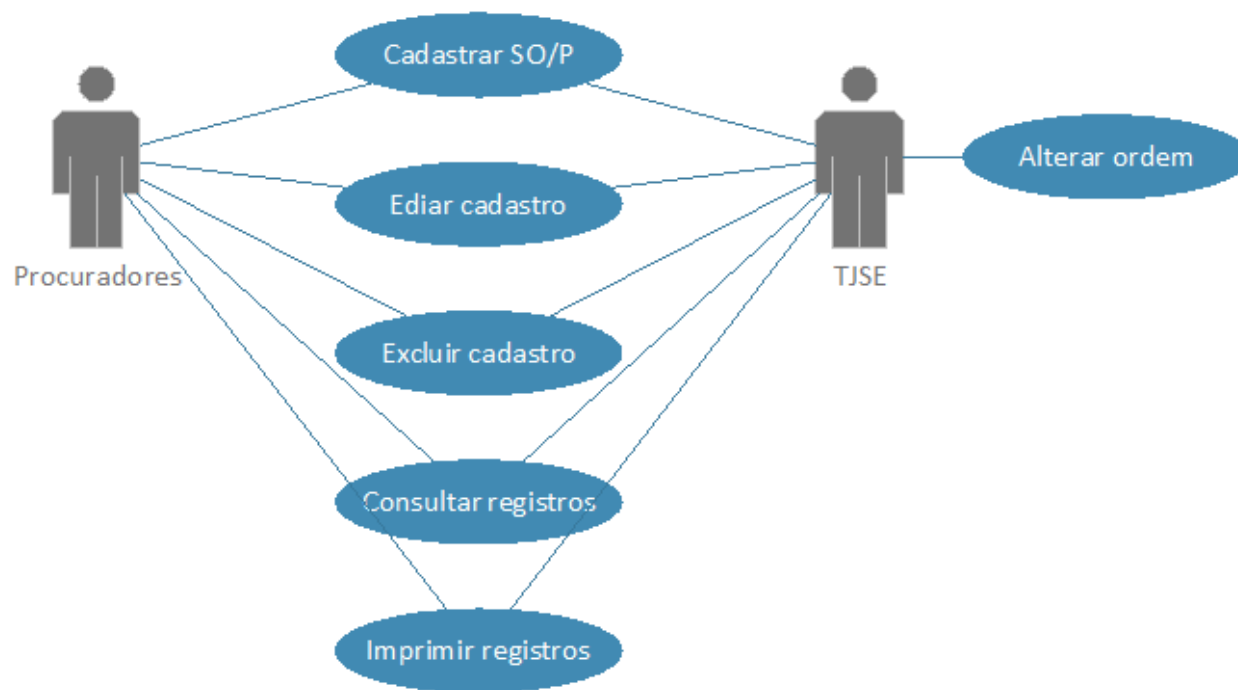 Cadastrar SO/P
Alterar ordem
Ediar cadastro
Procuradores
TJSE
Excluir cadastro
Consultar registros
Imprimir registros